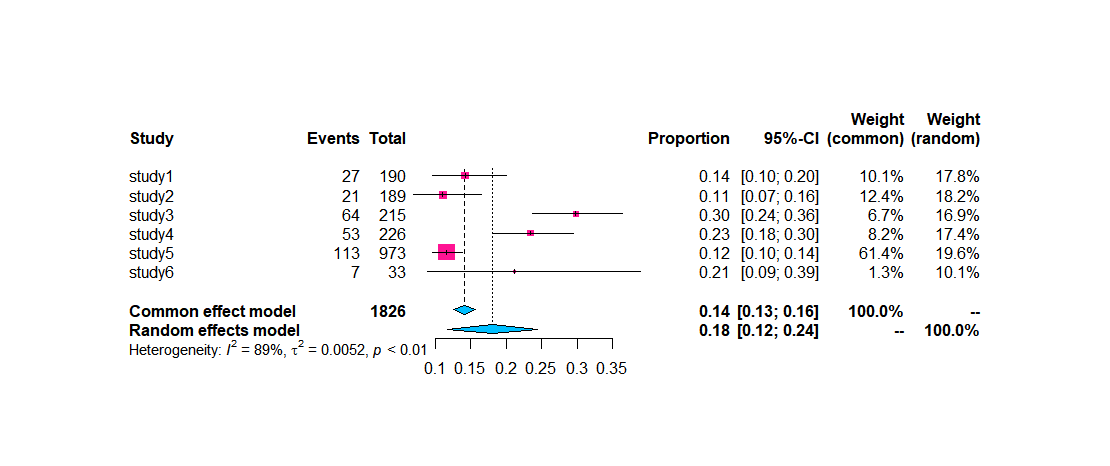 Weight Weight
Study Events Total Proportion 95%-CI (common) (random)
study1 27 190 0.14 [0.10; 0.20] 10.1% 17.8%
study2 21 189 0.11 [0.07; 0.16] 12.4% 18.2%
study3 64 215 0.30 [0.24; 0.36] 6.7% 16.9%
study4 53 226 0.23 [0.18; 0.30] 8.2% 17.4%
study5 113 973 0.12 [0.10; 0.14] 61.4% 19.6%
study6 7 33 0.21 [0.09; 0.39] 1.3% 10.1%
Common effect model 1826 0.14 [0.13; 0.16] 100.0% --
Random effects model 0.18 [0.12; 0.24] -- 100.0%
Heterogeneity: I² = 89%, τ² = 0.0052, p < 0.01
0.1 0.15 0.2 0.25 0.3 0.35